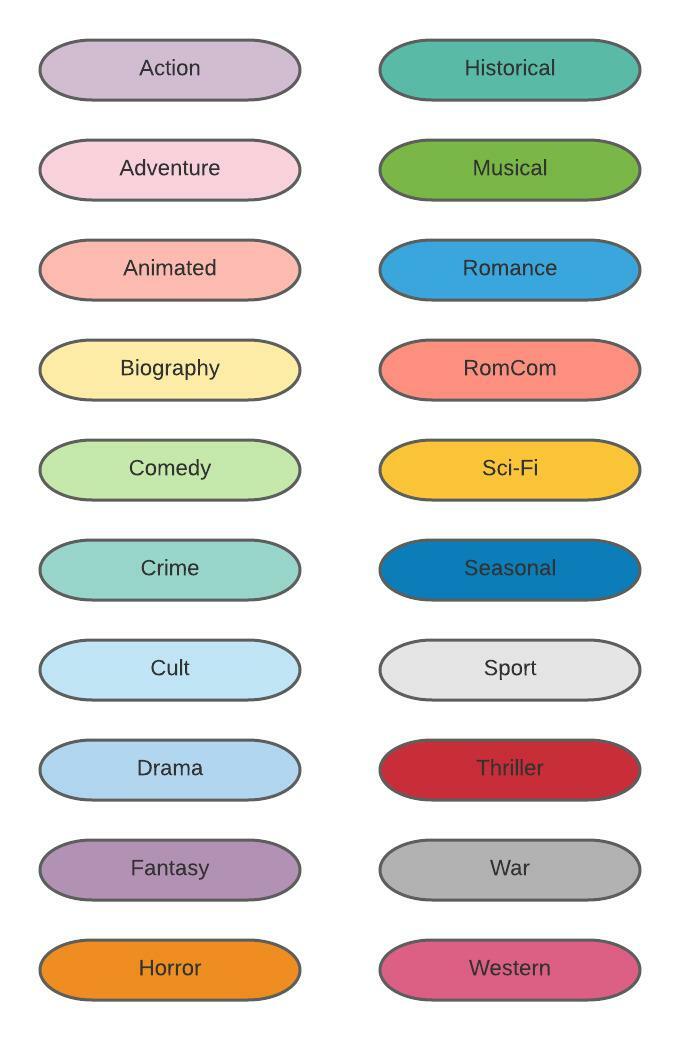 Action
Adventure
Animated
Biography
Comedy
Crime
Cult
Drama
Fantasy
Horror
Historical
Musical
Romance
RomCom
Sci-Fi
Seasonal
Sport
Thriller
War
Western